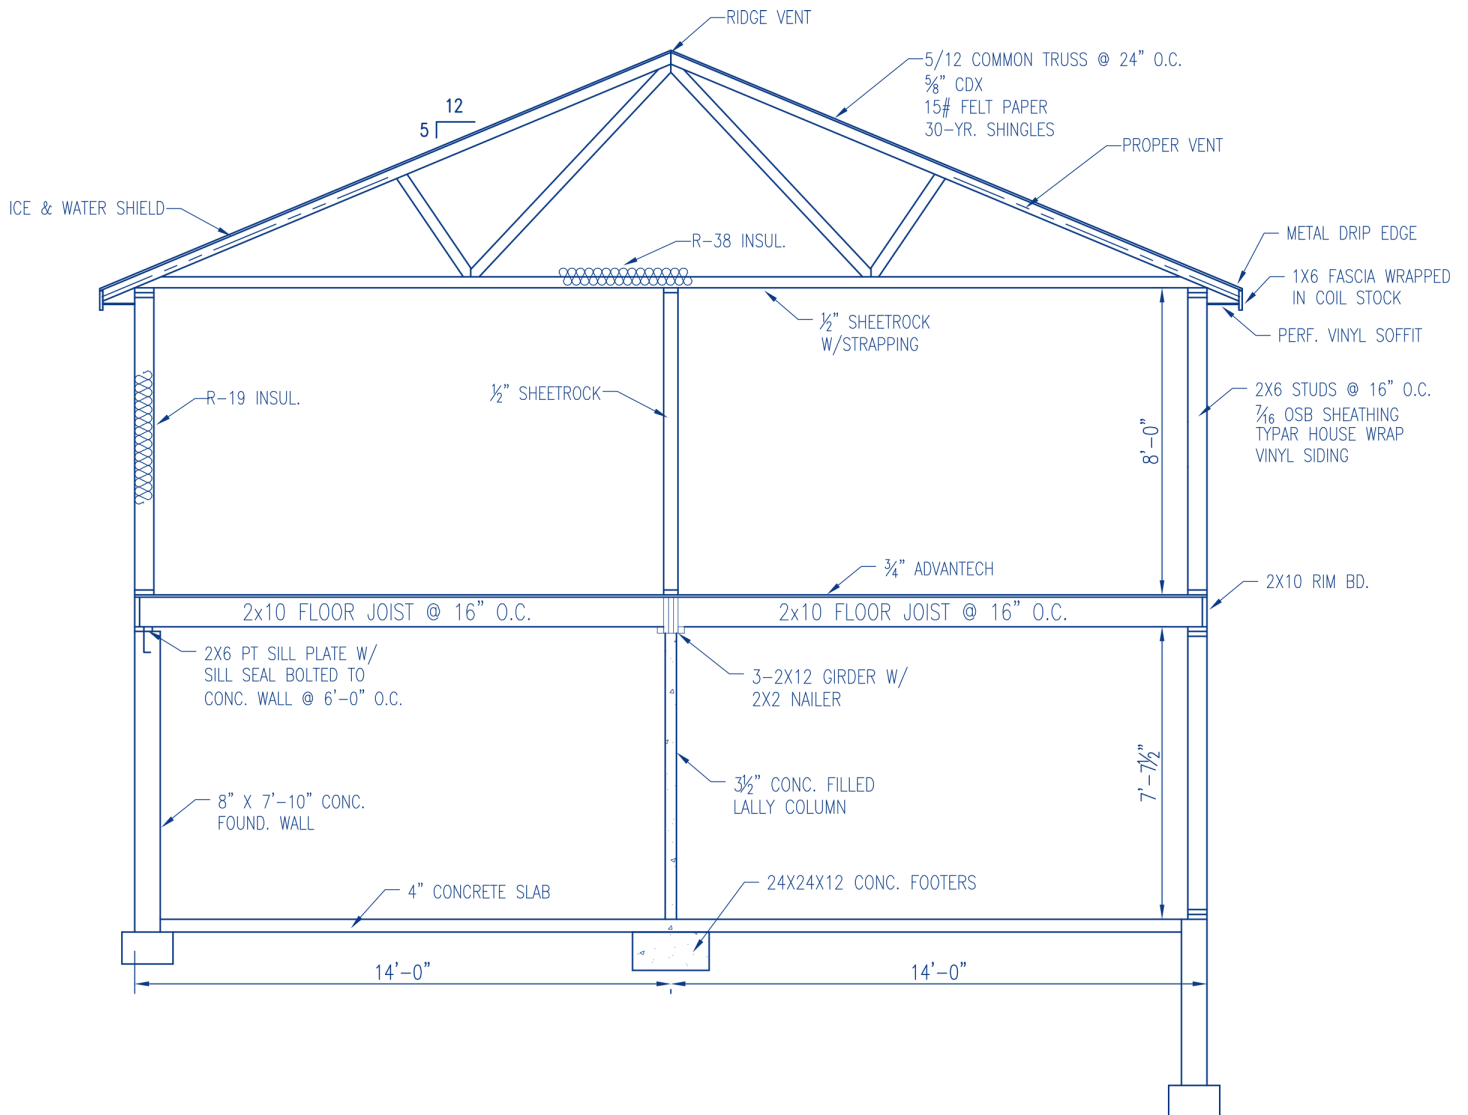 RIDGE VENT
5/12 COMMON TRUSS @ 24" O.C.
5/8" CDX
15# FELT PAPER
30-YR. SHINGLES
12
5
PROPER VENT
ICE & WATER SHIELD
R-38 INSUL.
METAL DRIP EDGE
1X6 FASCIA WRAPPED
IN COIL STOCK
1/2" SHEETROCK
W/STRAPPING
PERF. VINYL SOFFIT
R-19 INSUL.
1/2" SHEETROCK
8'-0"
2X6 STUDS @ 16" O.C.
7/16 OSB SHEATHING
TYPAR HOUSE WRAP
VINYL SIDING
3/4" ADVANTECH
2X10 RIM BD.
2x10 FLOOR JOIST @ 16" O.C.
2x10 FLOOR JOIST @ 16" O.C.
2X6 PT SILL PLATE W/
SILL SEAL BOLTED TO
CONC. WALL @ 6'-0" O.C.
3-2X12 GIRDER W/
2X2 NAILER
7'-7½"
3½" CONC. FILLED
LALLY COLUMN
8" X 7'-10" CONC.
FOUND. WALL
4" CONCRETE SLAB
24X24X12 CONC. FOOTERS
14'-0"
14'-0"